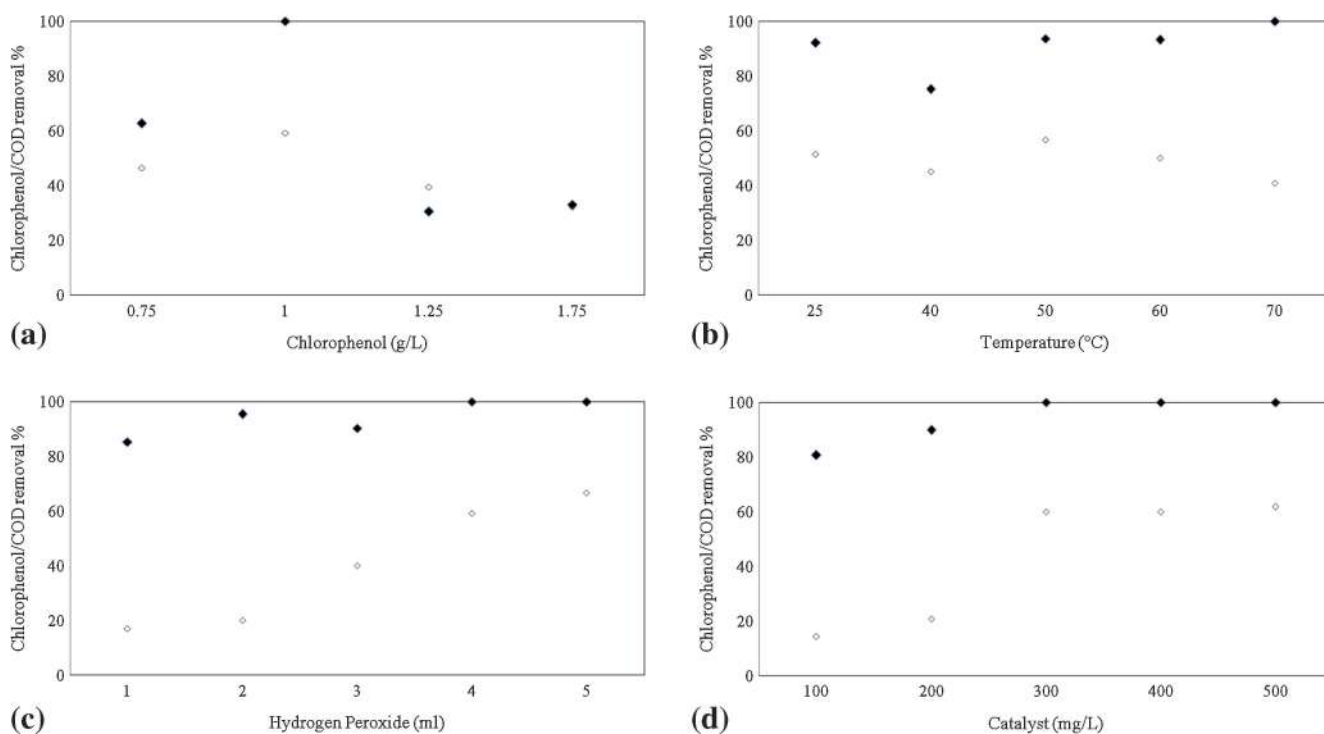 Chlorophenol/COD removal %
100
80
60
40
20
0
0.75 1 1.25 1.75
(a)
Chlorophenol (g/L)
Chlorophenol/COD removal %
100
80
60
40
20
0
25 40 50 60 70
(b)
Temperature (°C)
Chlorophenol/COD removal %
100
80
60
40
20
0
1 2 3 4 5
(c)
Hydrogen Peroxide (ml)
Chlorophenol/COD removal %
100
80
60
40
20
0
100 200 300 400 500
(d)
Catalyst (mg/L)